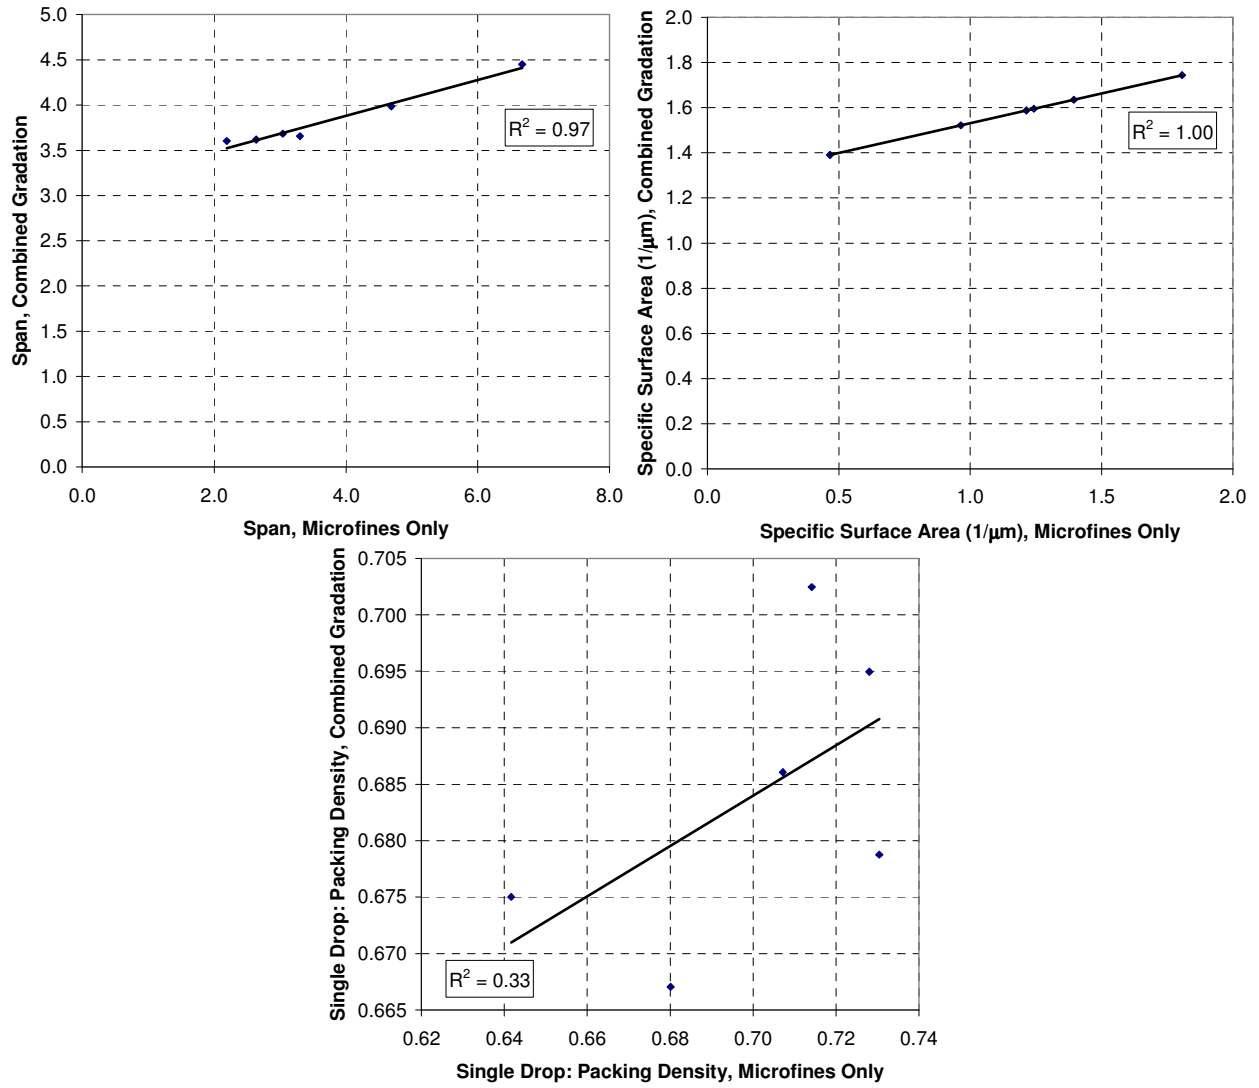 5.0
4.5
4.0
3.5
3.0
2.5
2.0
1.5
1.0
0.5
0.0
Span, Combined Gradation
R² = 0.97
0.0 2.0 4.0 6.0 8.0
Span, Microfines Only
2.0
1.8
1.6
1.4
1.2
1.0
0.8
0.6
0.4
0.2
0.0
Specific Surface Area (1/μm), Combined Gradation
R² = 1.00
0.0 0.5 1.0 1.5 2.0
Specific Surface Area (1/μm), Microfines Only
0.705
0.700
0.695
0.690
0.685
0.680
0.675
0.670
0.665
Single Drop: Packing Density, Combined Gradation
R² = 0.33
0.62 0.64 0.66 0.68 0.70 0.72 0.74
Single Drop: Packing Density, Microfines Only